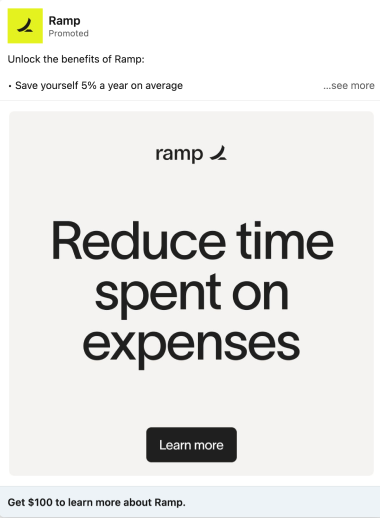 Ramp
Promoted
Unlock the benefits of Ramp:
• Save yourself 5% a year on average
...see more
ramp
Reduce time
spent on
expenses
Learn more
Get $100 to learn more about Ramp.